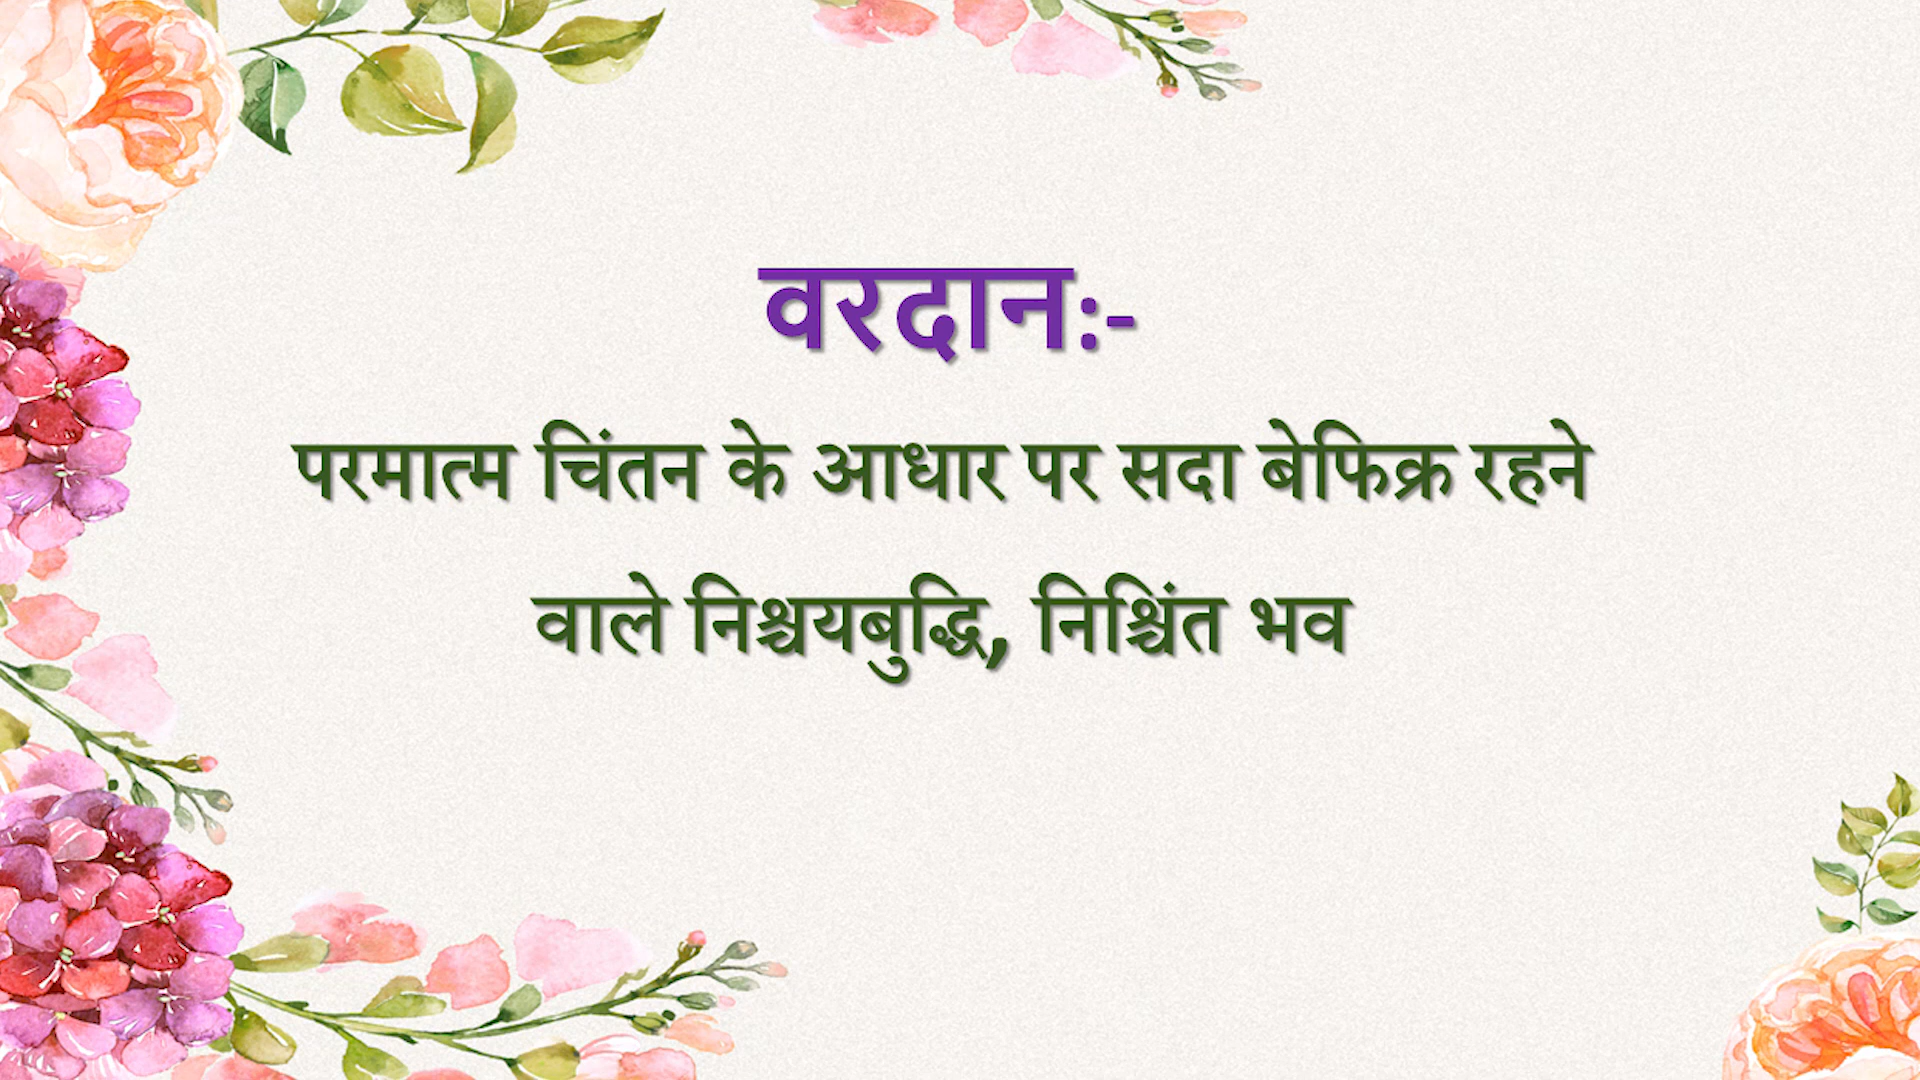 वरदान:-
परमात्म चिंतन के आधार पर सदा बेफिक्र रहने
वाले निश्चयबुद्धि, निश्चिंत भव